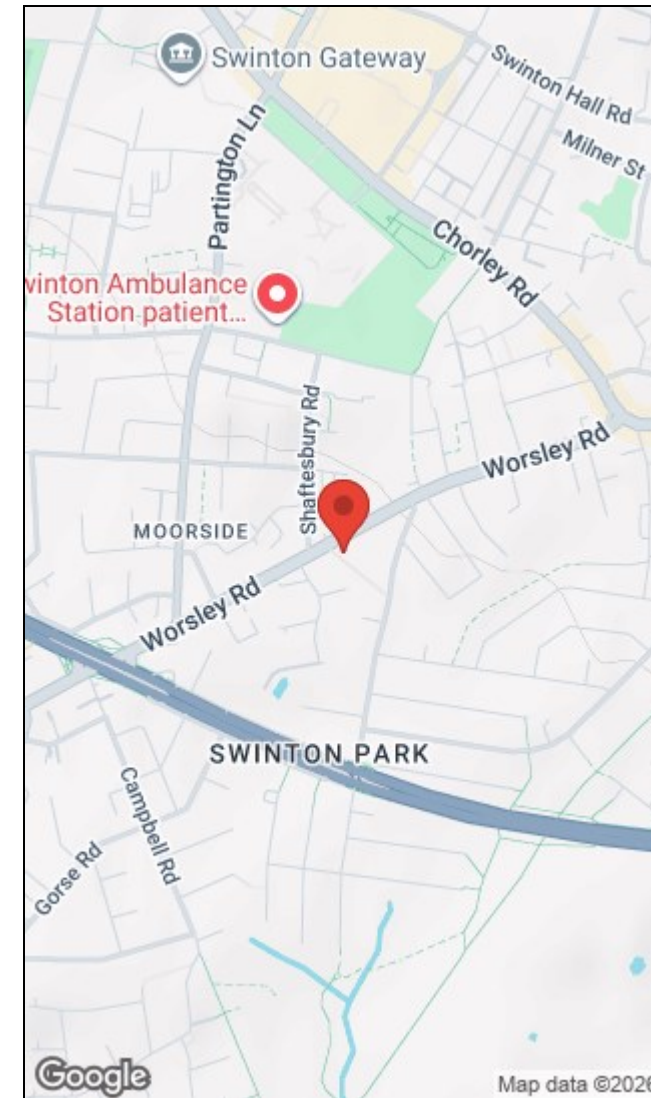 Swinton Gateway
Swinton Hall Rd
Milner St
Partington Ln
Chorley Rd
winton Ambulance
Station patient...
Shaftesbury Rd
Worsley Rd
MOORSIDE
Worsley Rd
SWINTON PARK
Campbell Rd
Gorse Rd
Google
Map data ©2026